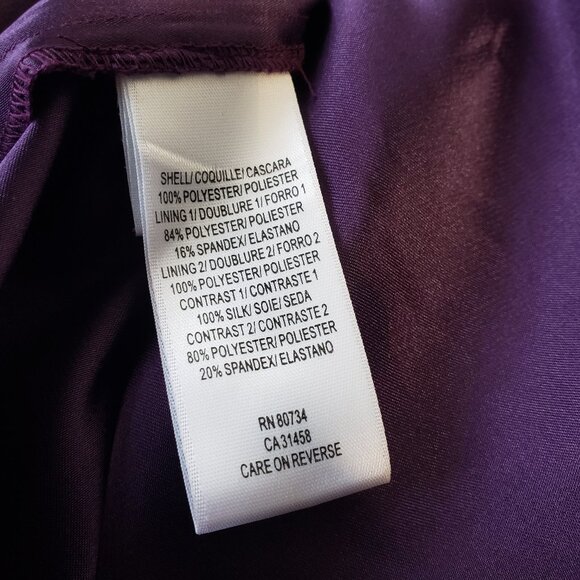 SHELL/ COQUILLE/ CASCARA
100% POLYESTER/ POLIESTER
LINING 1/ DOUBLURE 1/ FORRO 1
84% POLYESTER/ POLIESTER
16% SPANDEX/ ELASTANO
LINING 2/ DOUBLURE 2/ FORRO 2
100% POLYESTER/ POLIESTER
CONTRAST 1/ CONTRASTE 1
100% SILK/ SOIE/ SEDA
CONTRAST 2/ CONTRASTE 2
80% POLYESTER/ POLIESTER
20% SPANDEX/ ELASTANO
RN 80734
CA 31458
CARE ON REVERSE